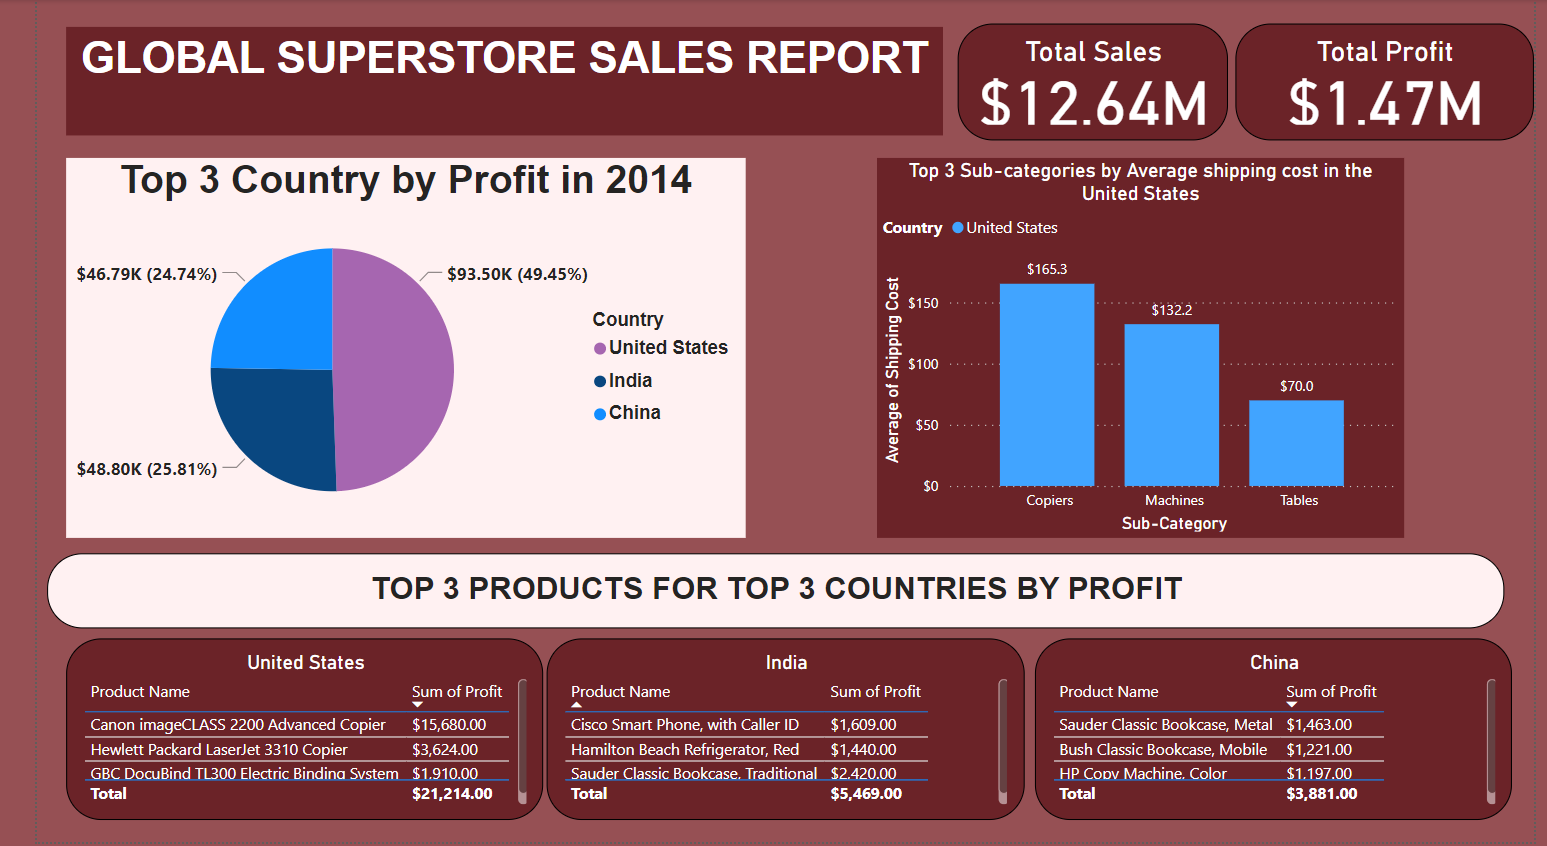 GLOBAL SUPERSTORE SALES REPORT
Total Sales
$12.64M
Total Profit
$1.47M
Top 3 Country by Profit in 2014
$46.79K (24.74%)
$93.50K (49.45%)
$48.80K (25.81%)
Country
United States
India
China
Top 3 Sub-categories by Average shipping cost in the
United States
Country United States
Average of Shipping Cost
$150
$100
$50
$0
$165.3
$132.2
$70.0
Copiers Machines Tables
Sub-Category
TOP 3 PRODUCTS FOR TOP 3 COUNTRIES BY PROFIT
United States
Product Name Sum of Profit
Canon imageCLASS 2200 Advanced Copier $15,680.00
Hewlett Packard LaserJet 3310 Copier $3,624.00
GBC DocuBind TL300 Electric Binding System $1,910.00
Total $21,214.00
India
Product Name Sum of Profit
Cisco Smart Phone, with Caller ID $1,609.00
Hamilton Beach Refrigerator, Red $1,440.00
Sauder Classic Bookcase, Traditional $2,420.00
Total $5,469.00
China
Product Name Sum of Profit
Sauder Classic Bookcase, Metal $1,463.00
Bush Classic Bookcase, Mobile $1,221.00
HP Copy Machine, Color $1,197.00
Total $3,881.00